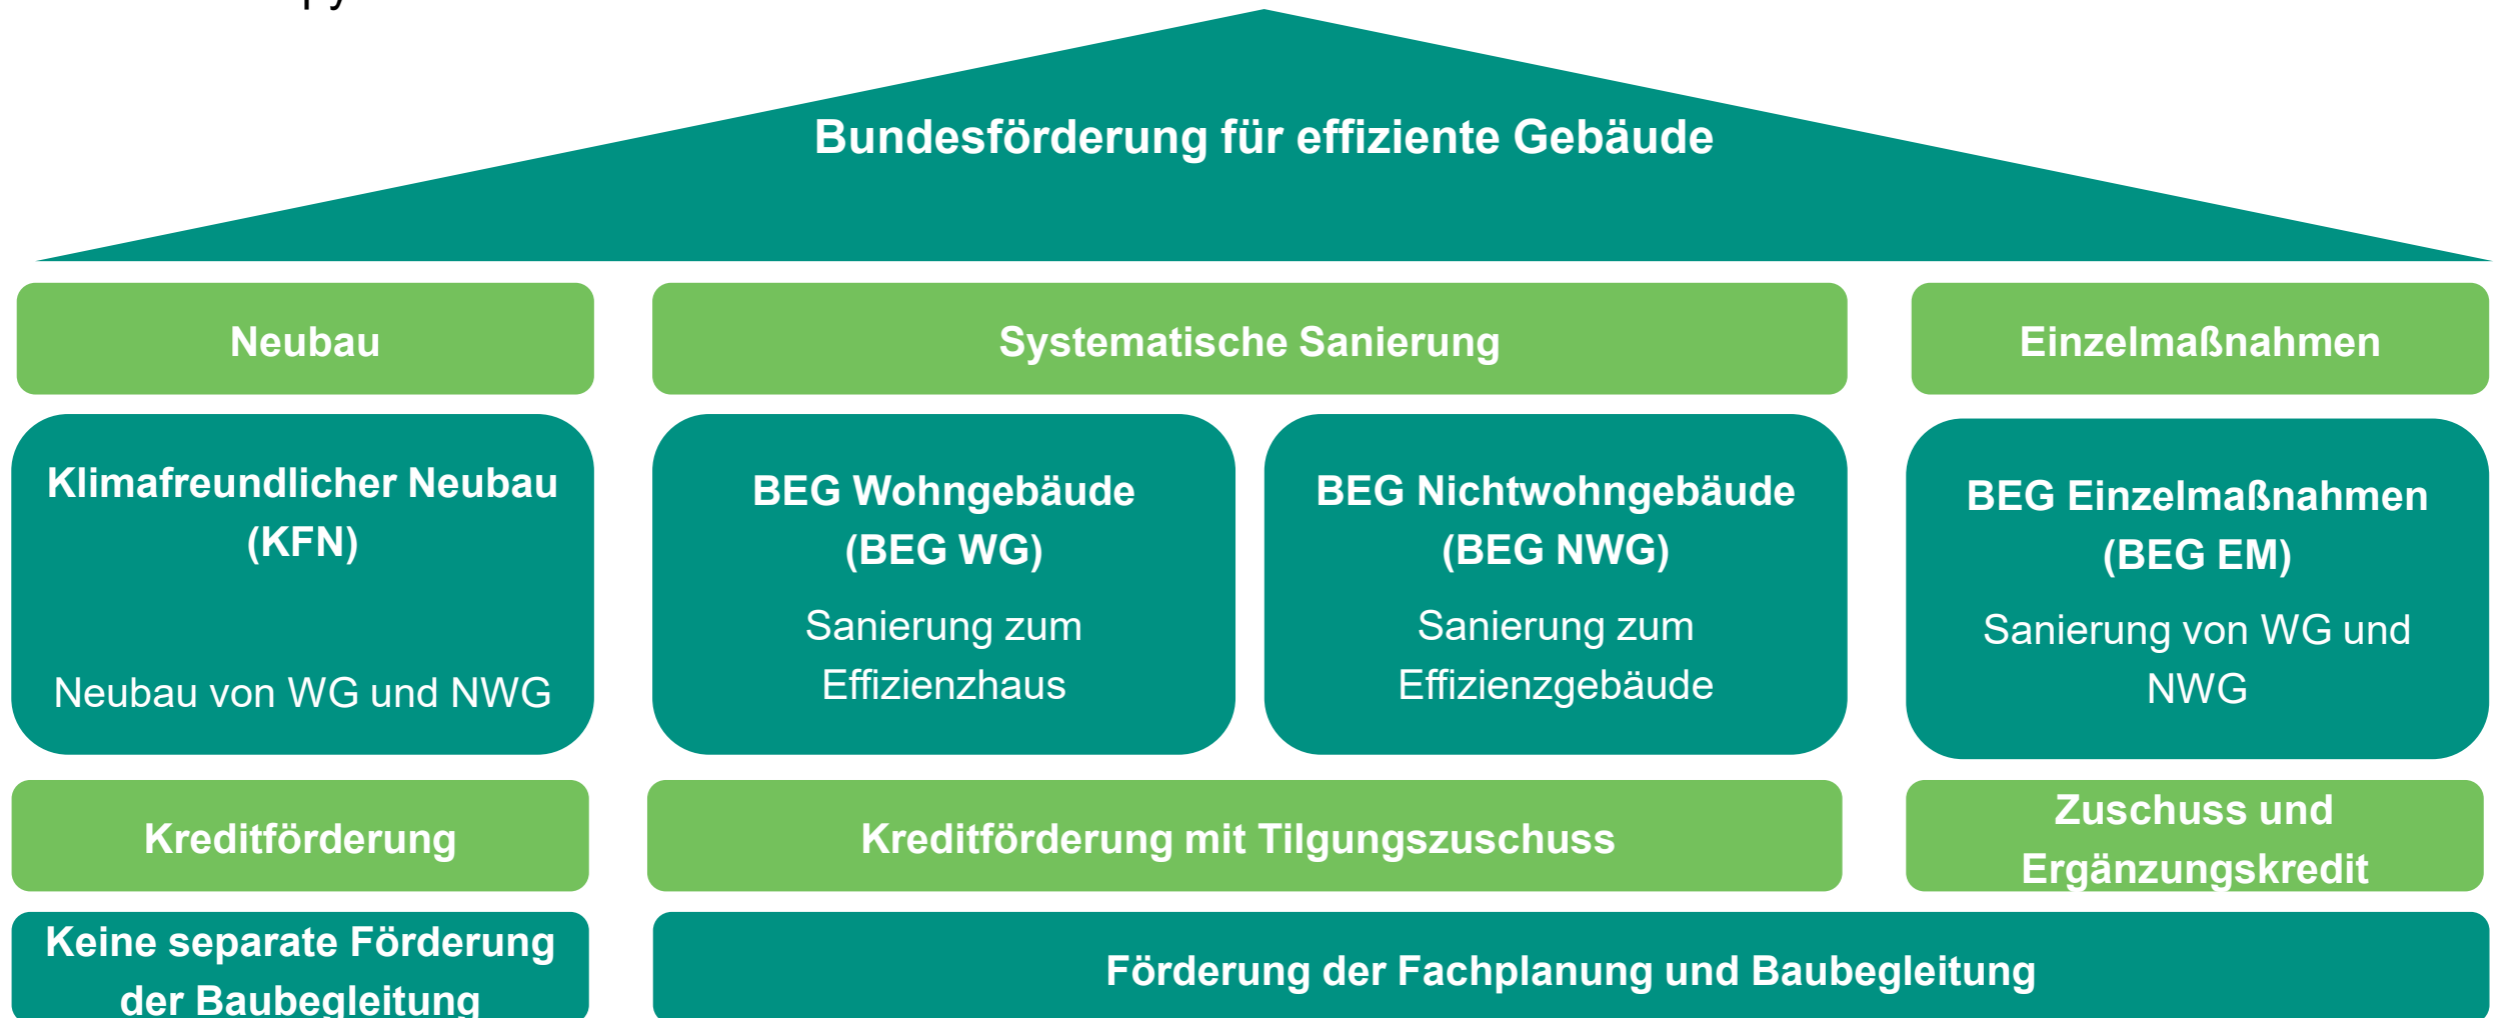 Bundesförderung für effiziente Gebäude
Neubau
Systematische Sanierung
Einzelmaßnahmen
Klimafreundlicher Neubau
(KFN)
Neubau von WG und NWG
BEG Wohngebäude
(BEG WG)
Sanierung zum
Effizienzhaus
BEG Nichtwohngebäude
(BEG NWG)
Sanierung zum
Effizienzgebäude
BEG Einzelmaßnahmen
(BEG EM)
Sanierung von WG und
NWG
Kreditförderung
Kreditförderung mit Tilgungszuschuss
Zuschuss und
Ergänzungskredit
Keine separate Förderung
der Baubegleitung
Förderung der Fachplanung und Baubegleitung